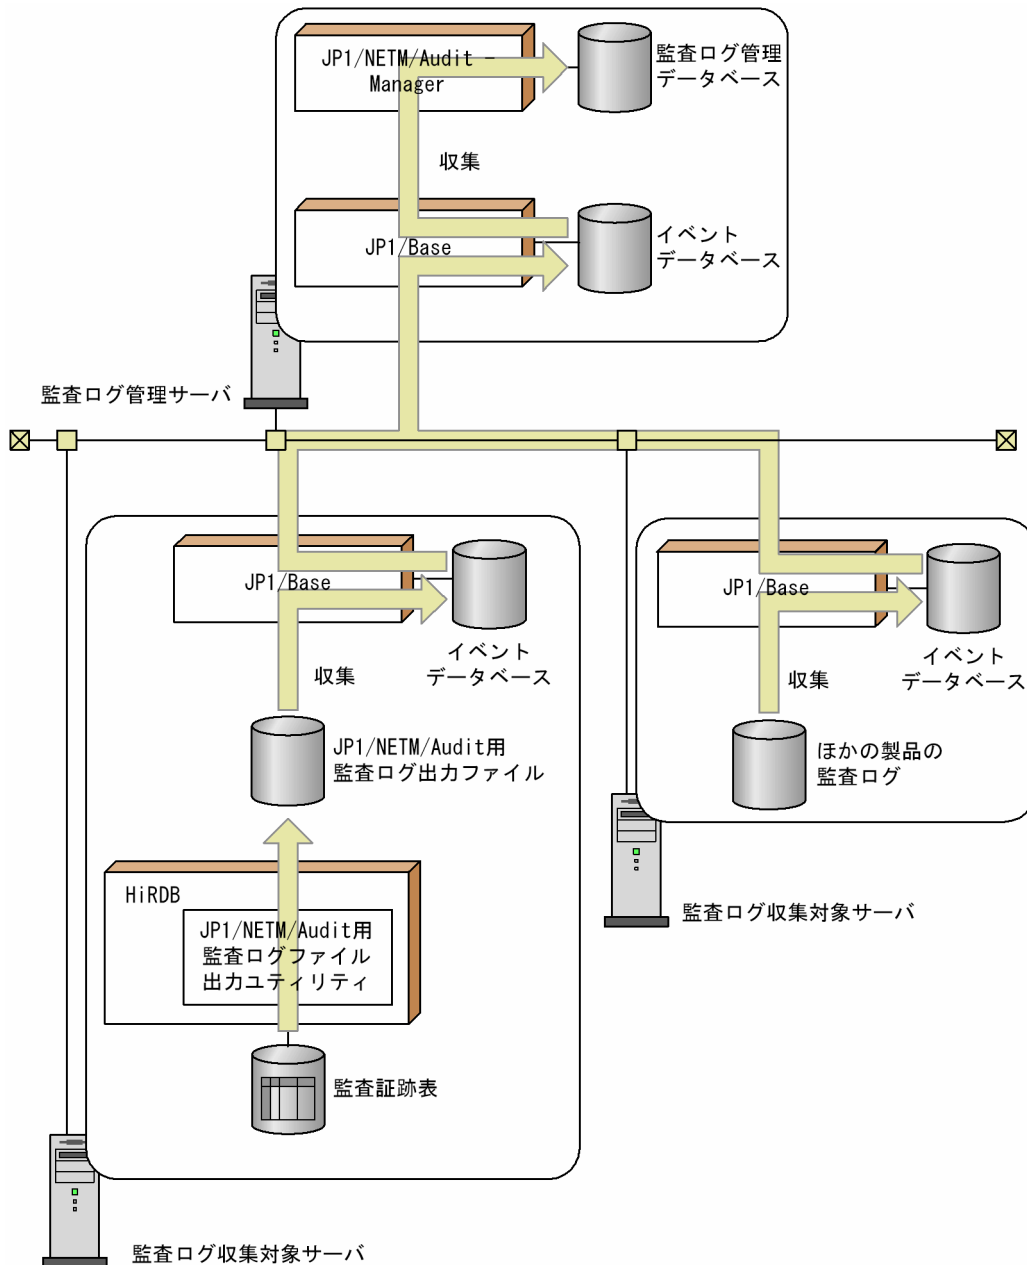 JP1/NETM/Audit -
Manager
監査ログ管理
データベース
収集
JP1/Base
イベント
データベース
監査ログ管理サーバ
JP1/Base
イベント
データベース
収集
JP1/NETM/Audit用
監査ログ出力ファイル
HiRDB
JP1/NETM/Audit用
監査ログファイル
出力ユティリティ
監査証跡表
監査ログ収集対象サーバ
JP1/Base
イベント
データベース
収集
ほかの製品の
監査ログ
監査ログ収集対象サーバ